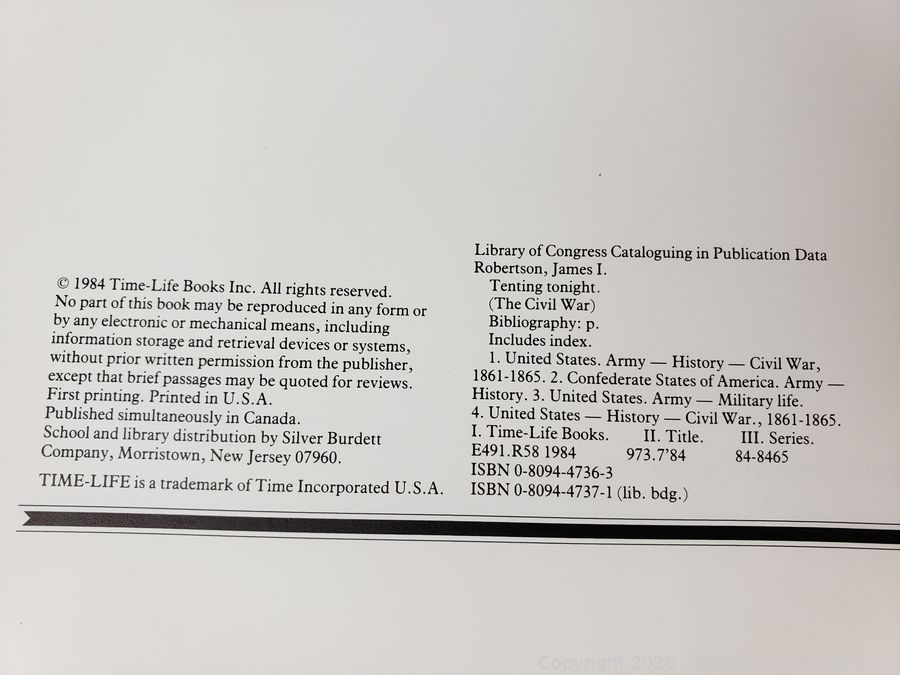 © 1984 Time-Life Books Inc. All rights reserved.
No part of this book may be reproduced in any form or
by any electronic or mechanical means, including
information storage and retrieval devices or systems,
without prior written permission from the publisher,
except that brief passages may be quoted for reviews.
First printing. Printed in U.S.A.
Published simultaneously in Canada.
School and library distribution by Silver Burdett
Company, Morristown, New Jersey 07960.
TIME-LIFE is a trademark of Time Incorporated U.S.A.
Library of Congress Cataloguing in Publication Data
Robertson, James I.
Tenting tonight.
(The Civil War)
Bibliography: p.
Includes index.
1. United States. Army — History — Civil War,
1861-1865. 2. Confederate States of America. Army —
History. 3. United States. Army — Military life.
4. United States — History — Civil War., 1861-1865.
I. Time-Life Books. II. Title. III. Series.
E491.R58 1984 973.7'84 84-8465
ISBN 0-8094-4736-3
ISBN 0-8094-4737-1 (lib. bdg.)
Copyright 2026 - Sound Service